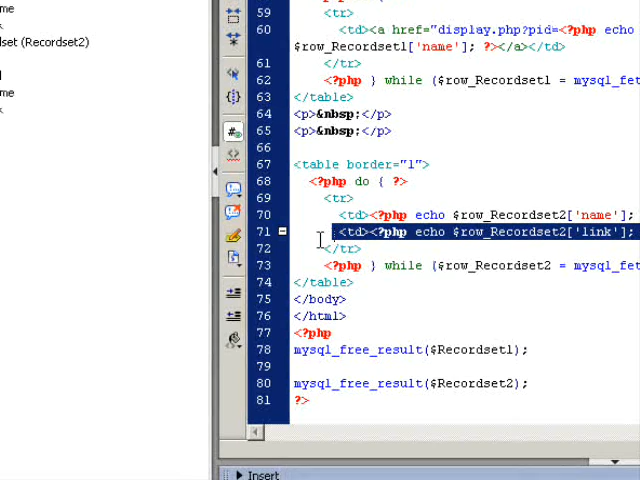 me
dset (Recordset2)
me
59 <tr>
60 <td><a href="display.php?pid=<?php echo
$row_Recordset1['name']; ?></a></td>
61 </tr>
62 <?php } while ($row_Recordset1 = mysql_fet
63 </table>
64 <p>&nbsp;</p>
65 <p>&nbsp;</p>
66
67 <table border="1">
68 <?php do { ?>
69 <tr>
70 <td><?php echo $row_Recordset2['name'];
71 <td><?php echo $row_Recordset2['link'];
72 </tr>
73 <?php } while ($row_Recordset2 = mysql_fet
74 </table>
75 </body>
76 </html>
77 <?php
78 mysql_free_result($Recordset1);
79
80 mysql_free_result($Recordset2);
81 ?>
Insert